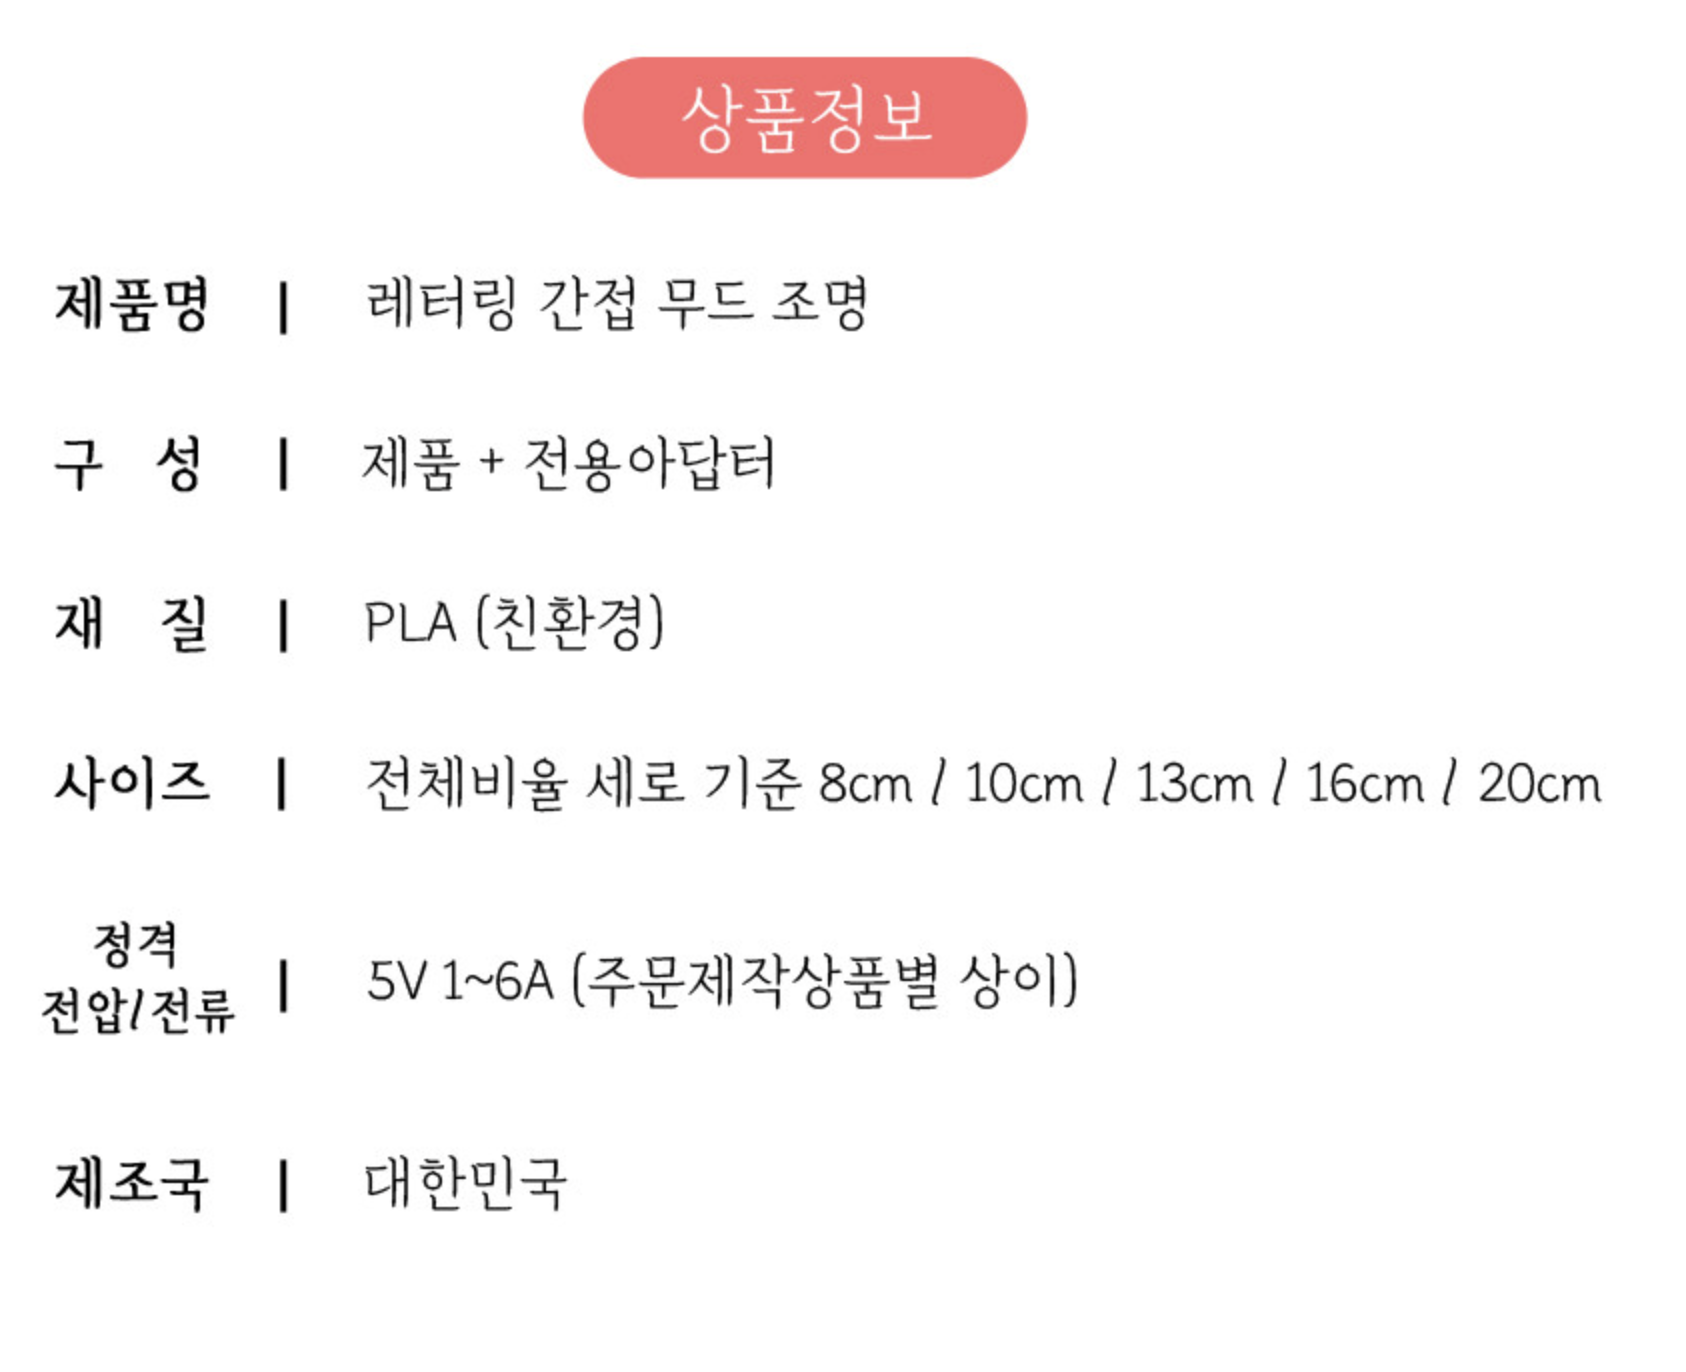 상품정보
제품명 | 레터링 간접 무드 조명
구 성 | 제품 + 전용아답터
재 질 | PLA (친환경)
사이즈 | 전체비율 세로 기준 8cm / 10cm / 13cm / 16cm / 20cm
정격
전압/전류 | 5V 1~6A (주문제작상품별 상이)
제조국 | 대한민국